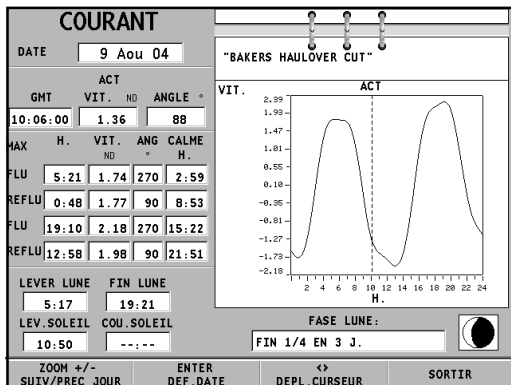 COURANT
DATE 9 Aou 04
ACT
GMT VIT. ND ANGLE °
10:06:00 1.36 88
MAX H. VIT. ND ANG ° CALME H.
FLU 5:21 1.74 270 2:59
REFLU 0:48 1.77 90 8:53
FLU 19:10 2.18 270 15:22
REFLU 12:58 1.98 90 21:51
LEVER LUNE FIN LUNE
5:17 19:21
LEV.SOLEIL COU.SOLEIL
10:50 --:--
"BAKERS HAULOVER CUT"
VIT. ACT
2.39
1.93
1.47
1.01
0.55
0.10
-0.35
-0.81
-1.27
-1.73
-2.18
2 4 6 8 10 12 14 16 18 20 22 24
H.
FASE LUNE:
FIN 1/4 EN 3 J.
ZOOM +/- ENTER <> SORTIR
SUIV/PREC JOUR DEF.DATE DEPL.CURSEUR